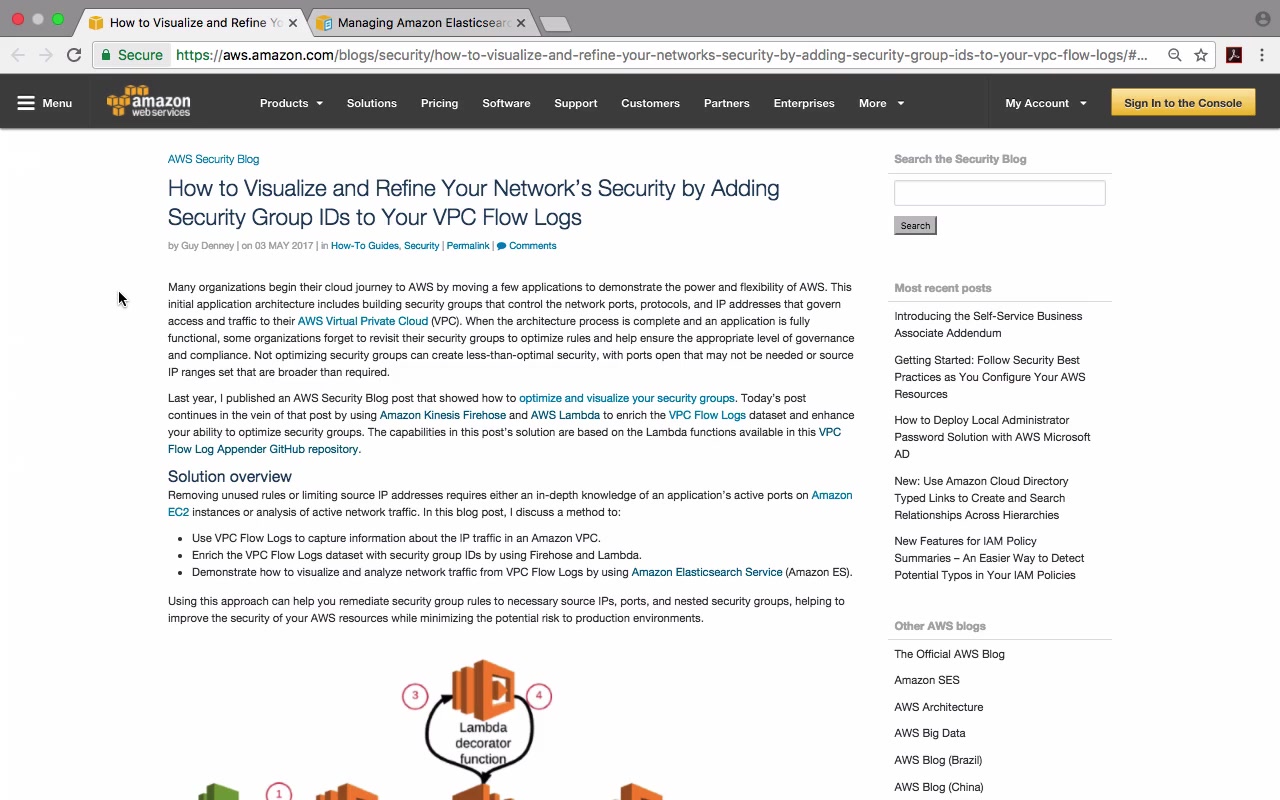 How to Visualize and Refine Yo
Managing Amazon Elasticsear
Secure https://aws.amazon.com/blogs/security/how-to-visualize-and-refine-your-networks-security-by-adding-security-group-ids-to-your-vpc-flow-logs/#...
Menu
amazon
web services
Products Solutions Pricing Software Support Customers Partners Enterprises More My Account Sign In to the Console
AWS Security Blog
How to Visualize and Refine Your Network's Security by Adding
Security Group IDs to Your VPC Flow Logs
by Guy Denney | on 03 MAY 2017 | in How-To Guides, Security | Permalink | Comments
Many organizations begin their cloud journey to AWS by moving a few applications to demonstrate the power and flexibility of AWS. This
initial application architecture includes building security groups that control the network ports, protocols, and IP addresses that govern
access and traffic to their AWS Virtual Private Cloud (VPC). When the architecture process is complete and an application is fully
functional, some organizations forget to revisit their security groups to optimize rules and help ensure the appropriate level of governance
and compliance. Not optimizing security groups can create less-than-optimal security, with ports open that may not be needed or source
IP ranges set that are broader than required.
Last year, I published an AWS Security Blog post that showed how to optimize and visualize your security groups. Today's post
continues in the vein of that post by using Amazon Kinesis Firehose and AWS Lambda to enrich the VPC Flow Logs dataset and enhance
your ability to optimize security groups. The capabilities in this post's solution are based on the Lambda functions available in this VPC
Flow Log Appender GitHub repository.
Solution overview
Removing unused rules or limiting source IP addresses requires either an in-depth knowledge of an application's active ports on Amazon
EC2 instances or analysis of active network traffic. In this blog post, I discuss a method to:
• Use VPC Flow Logs to capture information about the IP traffic in an Amazon VPC.
• Enrich the VPC Flow Logs dataset with security group IDs by using Firehose and Lambda.
• Demonstrate how to visualize and analyze network traffic from VPC Flow Logs by using Amazon Elasticsearch Service (Amazon ES).
Using this approach can help you remediate security group rules to necessary source IPs, ports, and nested security groups, helping to
improve the security of your AWS resources while minimizing the potential risk to production environments.
3
4
Lambda
decorator
function
1
Search the Security Blog
Search
Most recent posts
Introducing the Self-Service Business
Associate Addendum
Getting Started: Follow Security Best
Practices as You Configure Your AWS
Resources
How to Deploy Local Administrator
Password Solution with AWS Microsoft
AD
New: Use Amazon Cloud Directory
Typed Links to Create and Search
Relationships Across Hierarchies
New Features for IAM Policy
Summaries – An Easier Way to Detect
Potential Typos in Your IAM Policies
Other AWS blogs
The Official AWS Blog
Amazon SES
AWS Architecture
AWS Big Data
AWS Blog (Brazil)
AWS Blog (China)